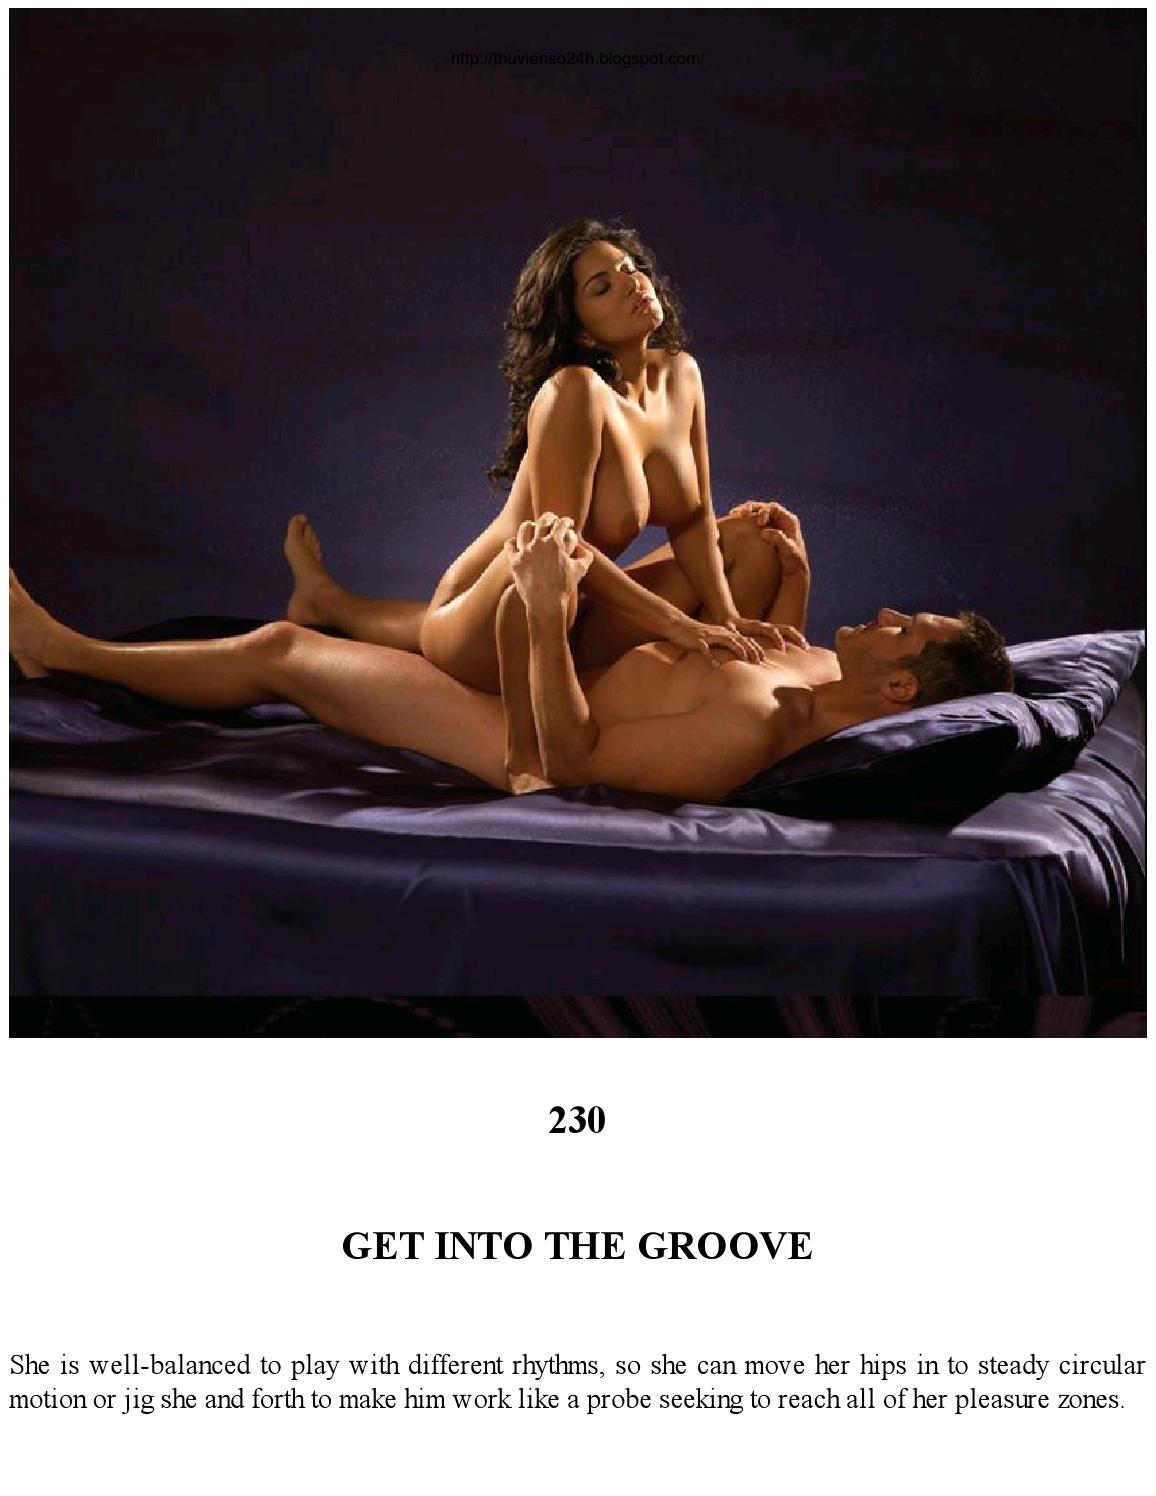 http://thuvienso24h.blogspot.com/
230
GET INTO THE GROOVE
She is well-balanced to play with different rhythms, so she can move her hips in to steady circular
motion or jig she and forth to make him work like a probe seeking to reach all of her pleasure zones.